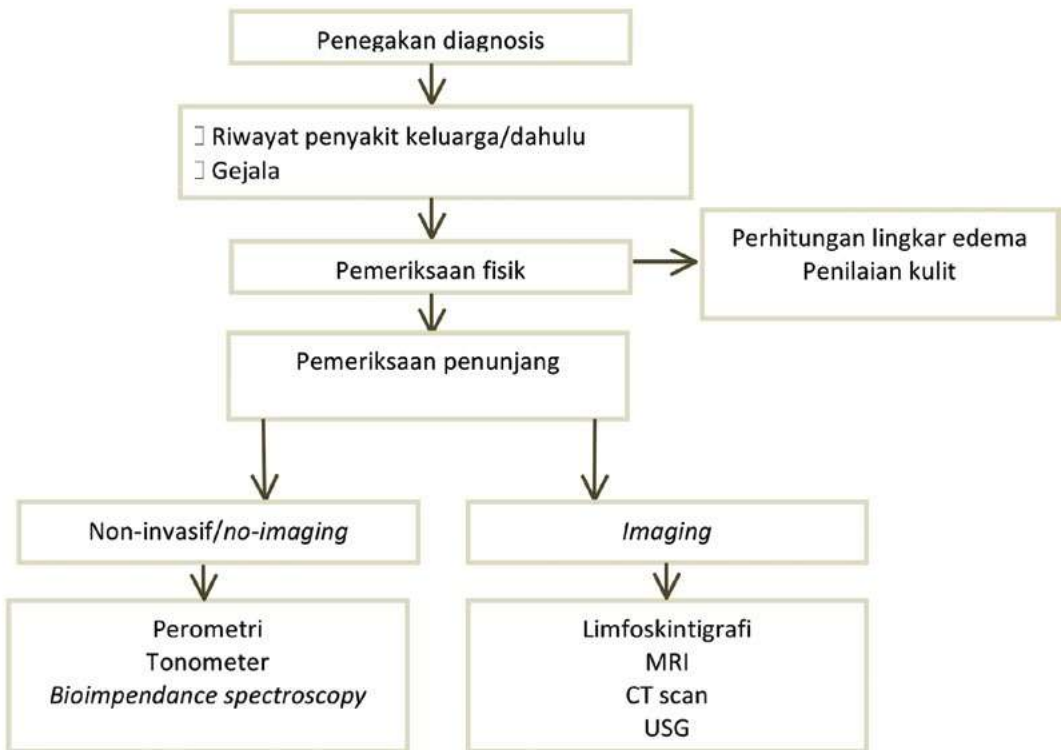 Penegakan diagnosis
Riwayat penyakit keluarga/dahulu
Gejala
Pemeriksaan fisik
Perhitungan lingkar edema
Penilaian kulit
Pemeriksaan penunjang
Non-invasif/no-imaging
Imaging
Perometri
Tonometer
Bioimpendance spectroscopy
Limfoskintigrafi
MRI
CT scan
USG